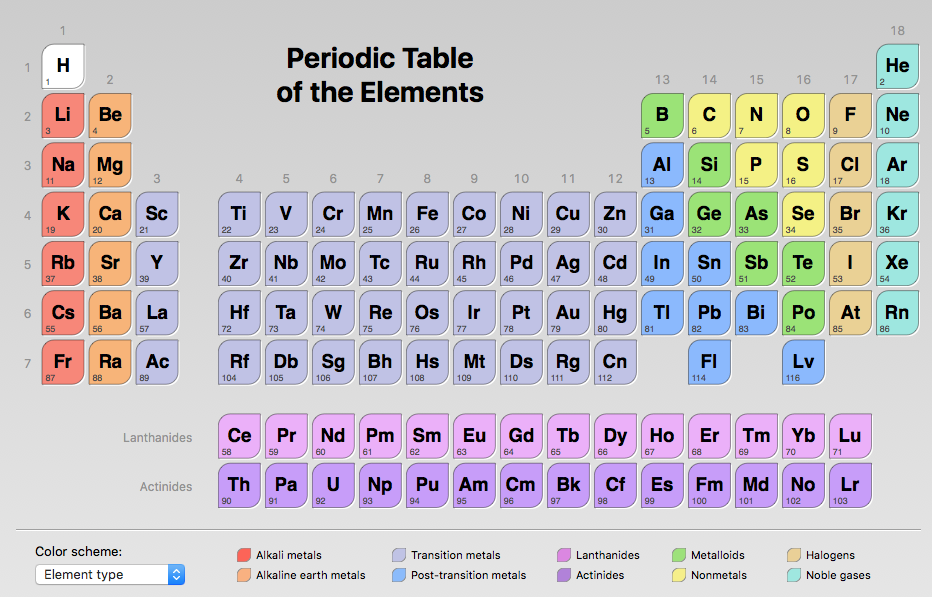 1 18
Periodic Table
of the Elements
1 H 1 2 13 14 15 16 17 He 2
2 Li 3 Be 4 B 5 C 6 N 7 O 8 F 9 Ne 10
3 Na 11 Mg 12 3 4 5 6 7 8 9 10 11 12 Al 13 Si 14 P 15 S 16 Cl 17 Ar 18
4 K 19 Ca 20 Sc 21 Ti 22 V 23 Cr 24 Mn 25 Fe 26 Co 27 Ni 28 Cu 29 Zn 30 Ga 31 Ge 32 As 33 Se 34 Br 35 Kr 36
5 Rb 37 Sr 38 Y 39 Zr 40 Nb 41 Mo 42 Tc 43 Ru 44 Rh 45 Pd 46 Ag 47 Cd 48 In 49 Sn 50 Sb 51 Te 52 I 53 Xe 54
6 Cs 55 Ba 56 La 57 Hf 72 Ta 73 W 74 Re 75 Os 76 Ir 77 Pt 78 Au 79 Hg 80 Tl 81 Pb 82 Bi 83 Po 84 At 85 Rn 86
7 Fr 87 Ra 88 Ac 89 Rf 104 Db 105 Sg 106 Bh 107 Hs 108 Mt 109 Ds 110 Rg 111 Cn 112 Fl 114 Lv 116
Lanthanides Ce 58 Pr 59 Nd 60 Pm 61 Sm 62 Eu 63 Gd 64 Tb 65 Dy 66 Ho 67 Er 68 Tm 69 Yb 70 Lu 71
Actinides Th 90 Pa 91 U 92 Np 93 Pu 94 Am 95 Cm 96 Bk 97 Cf 98 Es 99 Fm 100 Md 101 No 102 Lr 103
Color scheme:
Element type
Alkali metals Transition metals Lanthanides Metalloids Halogens
Alkaline earth metals Post-transition metals Actinides Nonmetals Noble gases